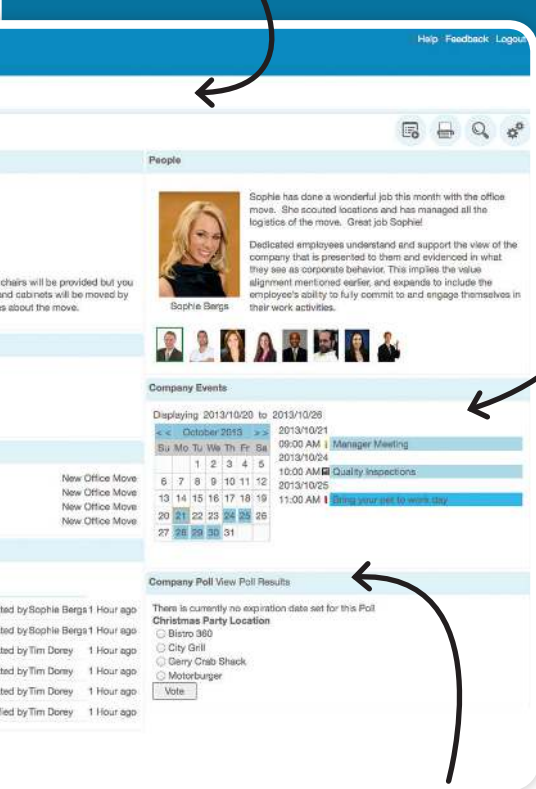 Help Feedback Logout
People
Sophie has done a wonderful job this month with the office
move. She scouted locations and has managed all the
logistics of the move. Great job Sophie!
Dedicated employees understand and support the view of the
company that is presented to them and evidenced in what
they see as corporate behavior. This implies the value
alignment mentioned earlier, and expands to include the
employee's ability to fully commit to and engage themselves in
their work activities.
Sophie Bergs
chairs will be provided but you
and cabinets will be moved by
es about the move.
Company Events
Displaying 2013/10/20 to 2013/10/26
<< October 2013 >>
Su Mo Tu We Th Fr Sa
1 2 3 4 5
6 7 8 9 10 11 12
13 14 15 16 17 18 19
20 21 22 23 24 25 26
27 28 29 30 31
2013/10/21
09:00 AM Manager Meeting
2013/10/24
10:00 AM Quality Inspections
2013/10/25
11:00 AM Bring your pet to work day
New Office Move
New Office Move
New Office Move
New Office Move
Company Poll View Poll Results
There is currently no expiration date set for this Poll
Christmas Party Location
Bistro 360
City Grill
Gerry Crab Shack
Motorburger
Vote
ted by Sophie Bergs 1 Hour ago
ted by Sophie Bergs 1 Hour ago
ted by Tim Dorey 1 Hour ago
ted by Tim Dorey 1 Hour ago
ted by Tim Dorey 1 Hour ago
fied by Tim Dorey 1 Hour ago